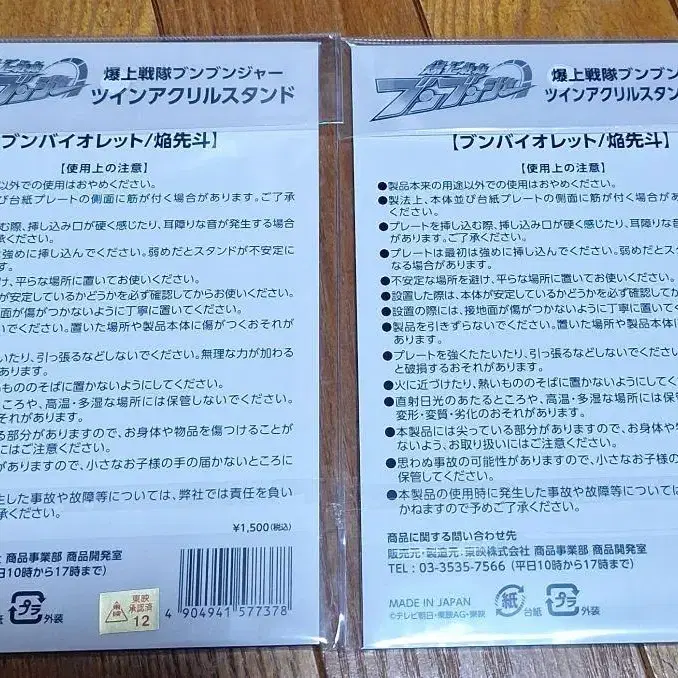 爆上戦隊ブンブンジャー
ツインアクリルスタンド
ブンバイオレット/焔先斗】
【使用上の注意】
以外での使用はおやめください。
び台紙プレートの側面に筋が付く場合があります。ご了承
ください。
む際、挿し込み口が硬く感じたり、耳障りな音が発生する場合
承ください。
強めに挿し込んでください。弱めだとスタンドが不安定に
す。
け、平らな場所に置いてお使いください。
が安定しているかどうかを必ず確認してからお使いください。
面が傷がつかないように丁寧に置いてください。
いでください。置いた場所や製品本体に傷がつくおそれが
いたり、引っ張るなどしないでください。無理な力が加わる
があります。
いもののそばに置かないようにしてください。
ころや、高温・多湿な場所には保管しないでください。
それがあります。
る部分がありますので、お身体や物品を傷つけることが
にはご注意ください。
がありますので、小さなお子様の手の届かないところに
生した事故や故障等については、弊社では責任を負い
承ください。
¥1,500(税込)
商品事業部 商品開発室
日10時から17時まで)
プラ
外装
東映
承認済
12
4 904941 577378
爆上戦隊ブンブン
ツインアクリルスタン
【ブンバイオレット/焔先斗】
【使用上の注意】
●製品本来の用途以外での使用はおやめください。
●製法上、本体並び台紙プレートの側面に筋が付く場合があり
ください。
●プレートを挿し込む際、挿し込み口が硬く感じたり、耳障りな音
があります。ご了承ください。
●プレートは最初は強めに挿し込んでください。弱めだとスタン
なる場合があります。
●不安定な場所を避け、平らな場所に置いてお使いください。
●設置した際は、本体が安定しているかどうかを必ず確認してか
●設置の際には、接地面が傷がつかないように丁寧に置いてく
●製品を引きずらないでください。置いた場所や製品本体に
あります。
●プレートを強くたたいたり、引っ張るなどしないでください
と破損するおそれがあります。
●火に近づけたり、熱いもののそばに置かないようにしてく
●直射日光のあたるところや、高温・多湿な場所には保
変形・変質・劣化のおそれがあります。
●本製品には尖っている部分がありますので、お身体
ないよう、お取り扱いにはご注意ください。
●思わぬ事故の可能性がありますので、小さなお子様の
保管してください。
●本製品の使用時に発生した事故や故障等について
かねますので予めご了承ください。
商品に関する問い合わせ先
販売元・製造元:東映株式会社 商品事業部 商品開
TEL:03-3535-7566 (平日10時から17時まで)
MADE IN JAPAN
©テレビ朝日・東映AG・東映
紙
台紙
プラ
外装